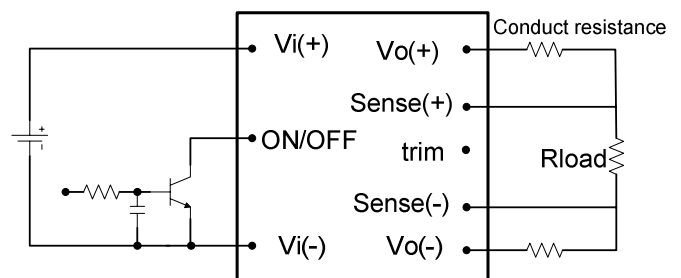 Conduct resistance
Vi(+)
Vo(+)
Sense(+)
+
-
ON/OFF
trim
Rload
Sense(-)
Vi(-)
Vo(-)